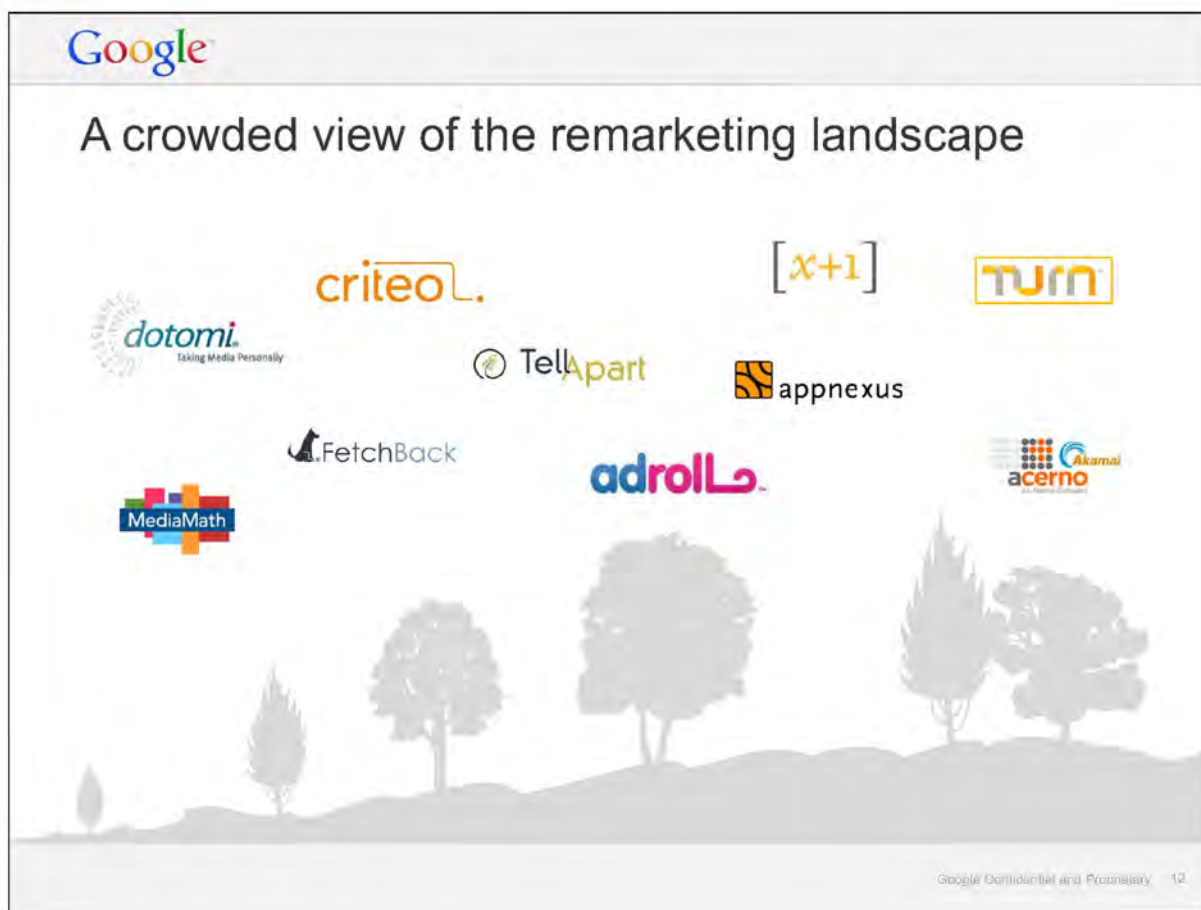 Google
A crowded view of the remarketing landscape
criteo.
[x+1]
Turn
dotomi.
Taking Media Personally
TellApart
appnexus
FetchBack
adroll
Akamai
acerno
MediaMath
Google Confidential and Proprietary 12